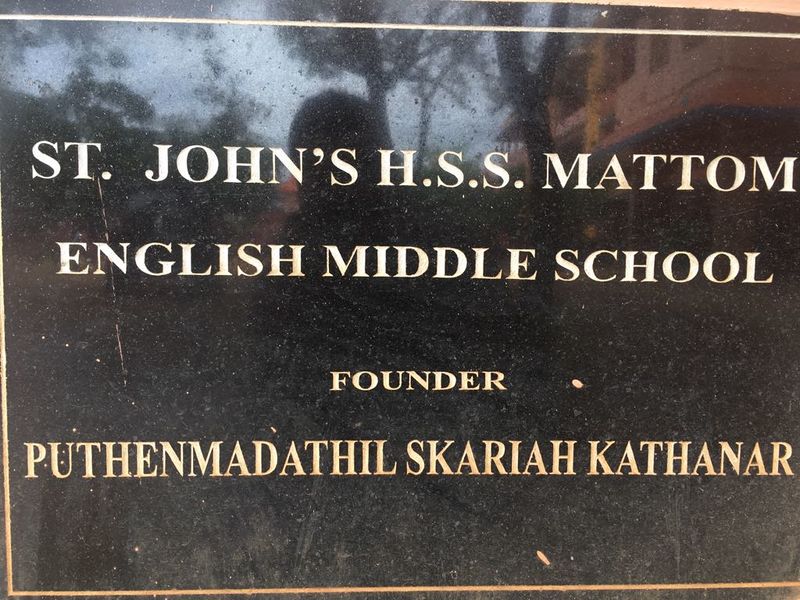 ST. JOHN'S H.S.S. MATTOM
ENGLISH MIDDLE SCHOOL
FOUNDER
PUTHENMADATHIL SKARIAH KATHANAR